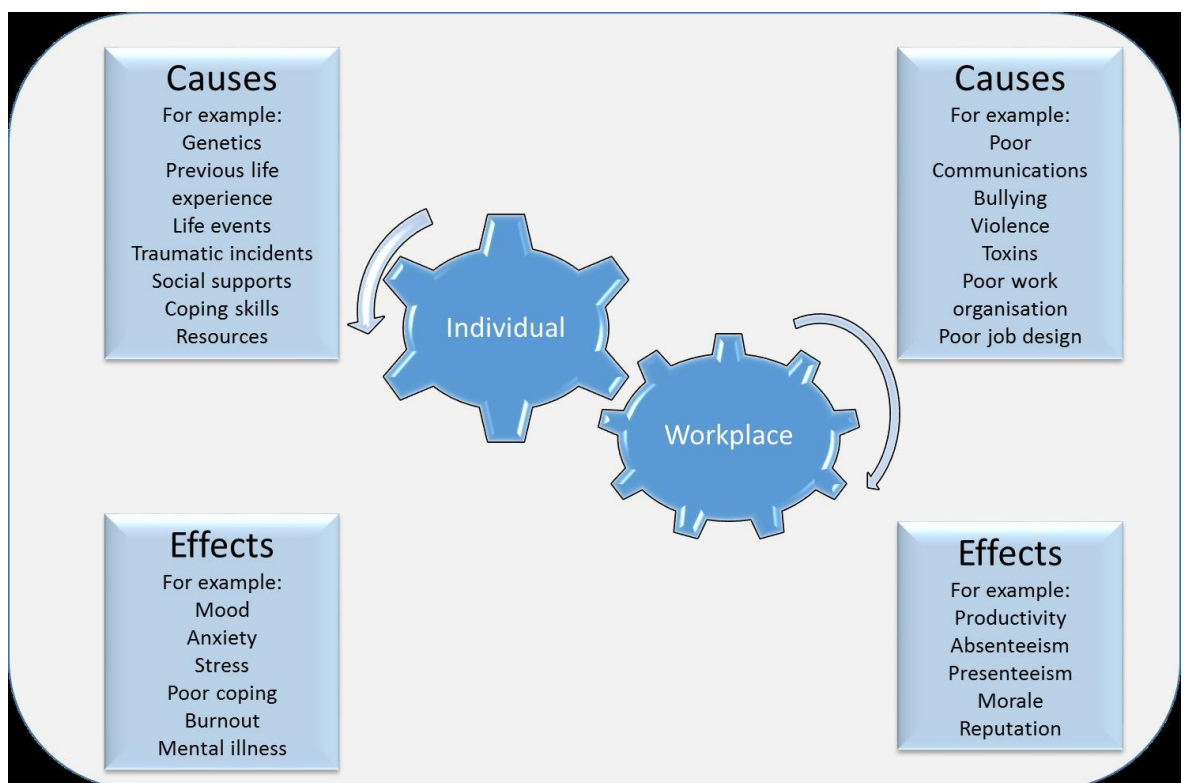 Causes
For example:
Genetics
Previous life
experience
Life events
Traumatic incidents
Social supports
Coping skills
Resources
Causes
For example:
Poor
Communications
Bullying
Violence
Toxins
Poor work
organisation
Poor job design
Individual
Workplace
Effects
For example:
Mood
Anxiety
Stress
Poor coping
Burnout
Mental illness
Effects
For example:
Productivity
Absenteeism
Presenteeism
Morale
Reputation